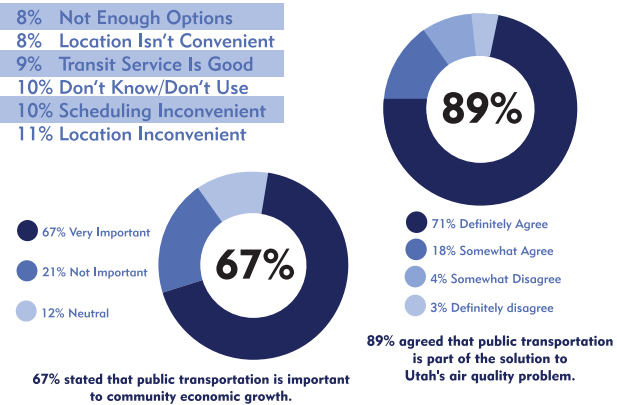 8% Not Enough Options
8% Location Isn't Convenient
9% Transit Service Is Good
10% Don't Know/Don't Use
10% Scheduling Inconvenient
11% Location Inconvenient
89%
71% Definitely Agree
18% Somewhat Agree
4% Somewhat Disagree
3% Definitely disagree
89% agreed that public transportation
is part of the solution to
Utah's air quality problem.
67%
67% Very Important
21% Not Important
12% Neutral
67% stated that public transportation is important
to community economic growth.